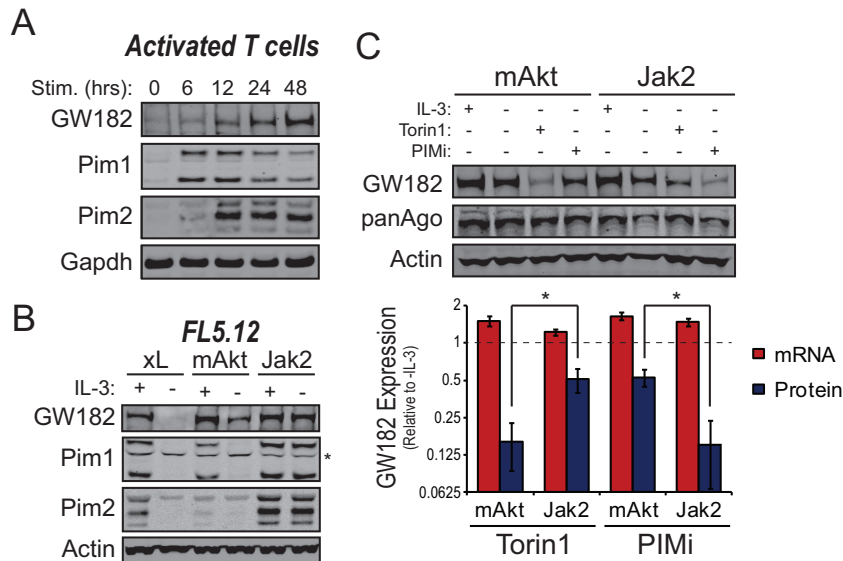 A
Activated T cells
Stim. (hrs): 0 6 12 24 48
GW182
Pim1
Pim2
Gapdh
B
FL5.12
xL mAkt Jak2
IL-3: + - + - + -
GW182
Pim1 *
Pim2
Actin
C
mAkt Jak2
IL-3: + - - - + - - -
Torin1: - - + - - - + -
PIMi: - - - + - - - +
GW182
panAgo
Actin
GW182 Expression
(Relative to -IL-3)
2
1
0.5
0.25
0.125
0.0625
* *
mAkt Jak2 mAkt Jak2
Torin1 PIMi
mRNA
Protein